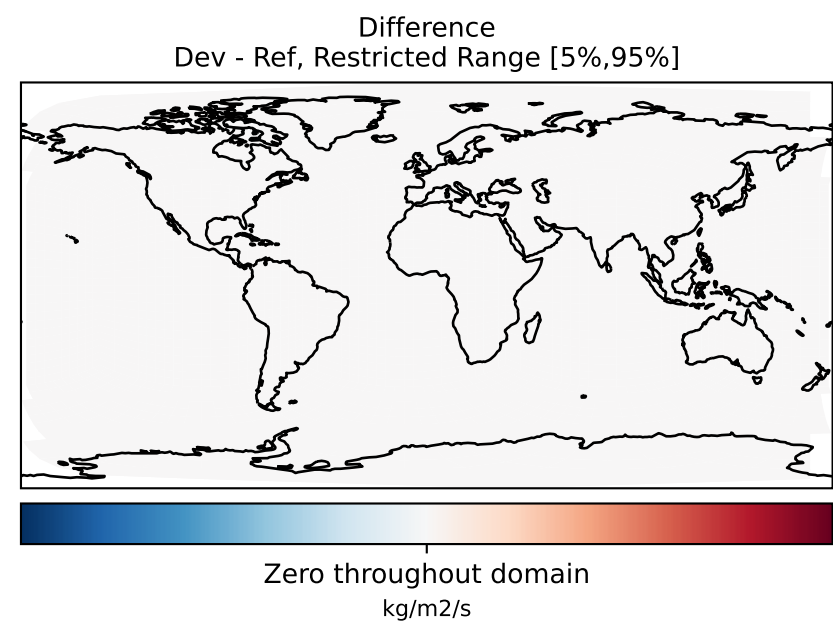 Difference
Dev - Ref, Restricted Range [5%,95%]
Zero throughout domain
kg/m2/s